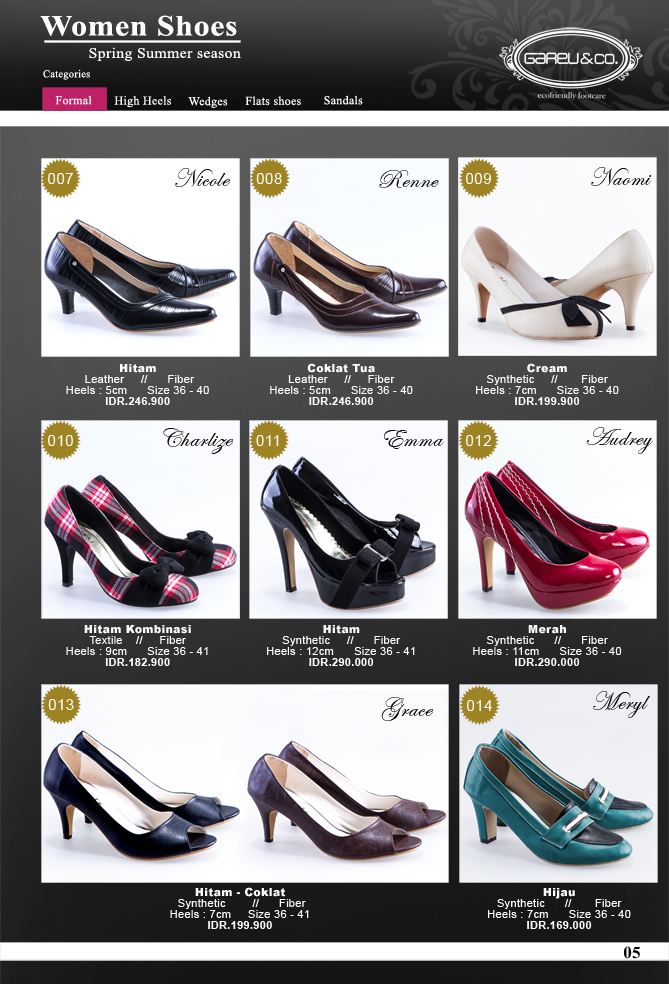 Women Shoes
Spring Summer season
Categories
Formal High Heels Wedges Flats shoes Sandals
GAREU & CO.
ecofriendly footcare
007 Nicole
Hitam
Leather // Fiber
Heels : 5cm Size 36 - 40
IDR.246.900
008 Renne
Coklat Tua
Leather // Fiber
Heels : 5cm Size 36 - 40
IDR.246.900
009 Naomi
Cream
Synthetic // Fiber
Heels : 7cm Size 36 - 40
IDR.199.900
010 Charlize
Hitam Kombinasi
Textile // Fiber
Heels : 9cm Size 36 - 41
IDR.182.900
011 Emma
Hitam
Synthetic // Fiber
Heels : 12cm Size 36 - 41
IDR.290.000
012 Audrey
Merah
Synthetic // Fiber
Heels : 11cm Size 36 - 40
IDR.290.000
013 Grace
Hitam - Coklat
Synthetic // Fiber
Heels : 7cm Size 36 - 41
IDR.199.900
014 Meryl
Hijau
Synthetic // Fiber
Heels : 7cm Size 36 - 40
IDR.169.000
05